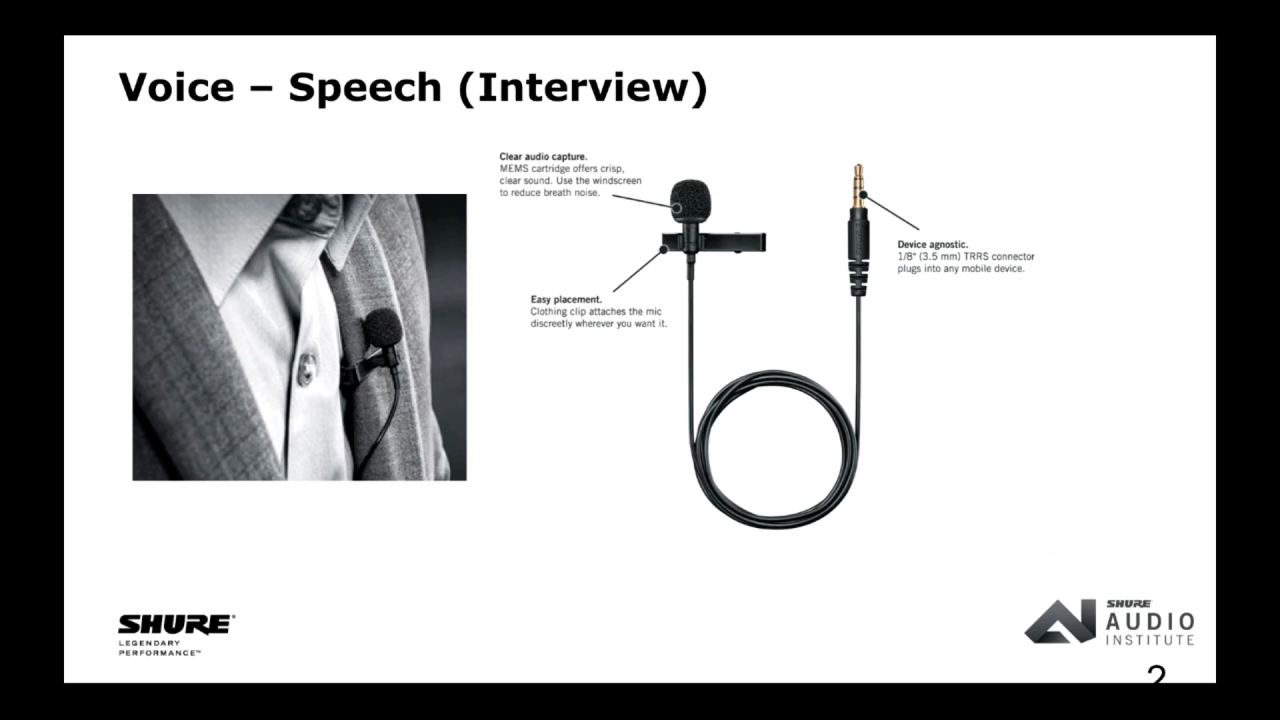 Voice – Speech (Interview)
Clear audio capture.
MEMS cartridge offers crisp,
clear sound. Use the windscreen
to reduce breath noise.
Device agnostic.
1/8" (3.5 mm) TRRS connector
plugs into any mobile device.
Easy placement.
Clothing clip attaches the mic
discreetly wherever you want it.
SHURE®
LEGENDARY
PERFORMANCE™
SHURE
AUDIO
INSTITUTE
2